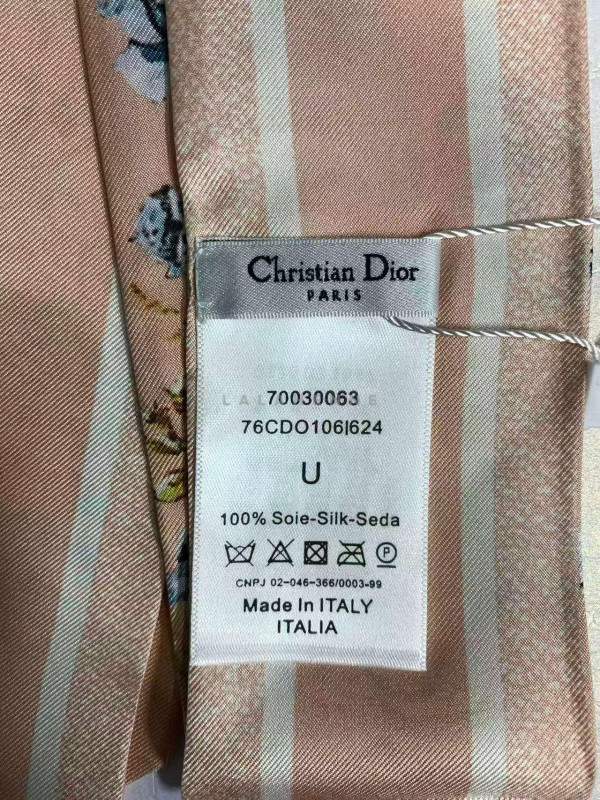 Christian Dior
PARIS
70030063
76CDO106I624
U
100% Soie-Silk-Seda
P
CNPJ 02-046-366/0003-99
Made In ITALY
ITALIA